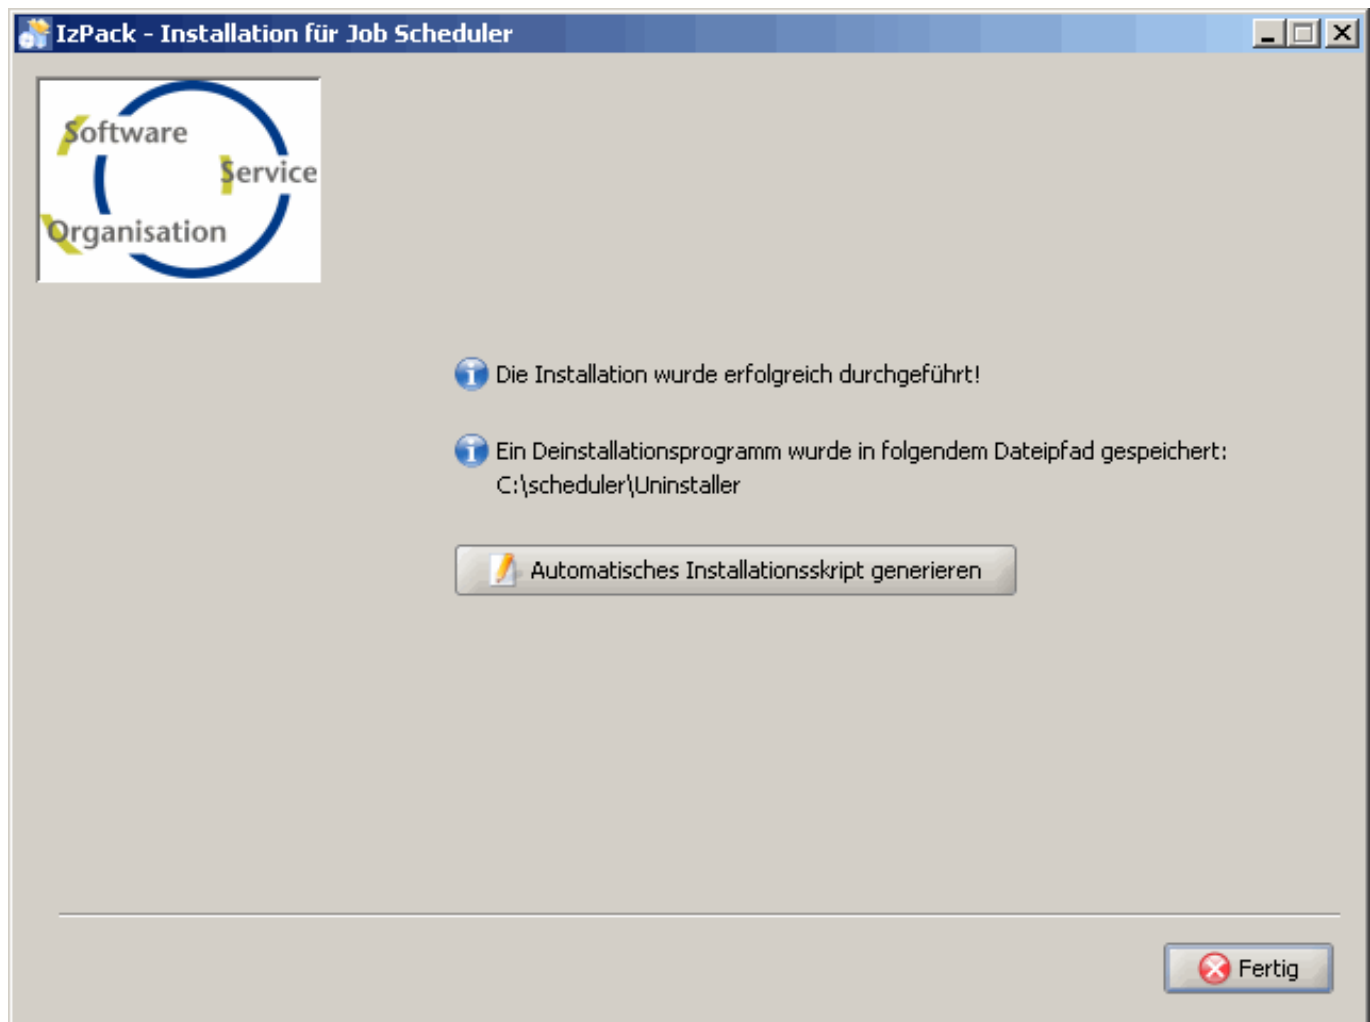 IzPack - Installation für Job Scheduler
Software
Service
Organisation
Die Installation wurde erfolgreich durchgeführt!
Ein Deinstallationsprogramm wurde in folgendem Dateipfad gespeichert:
C:\scheduler\Uninstaller
Automatisches Installationsskript generieren
Fertig